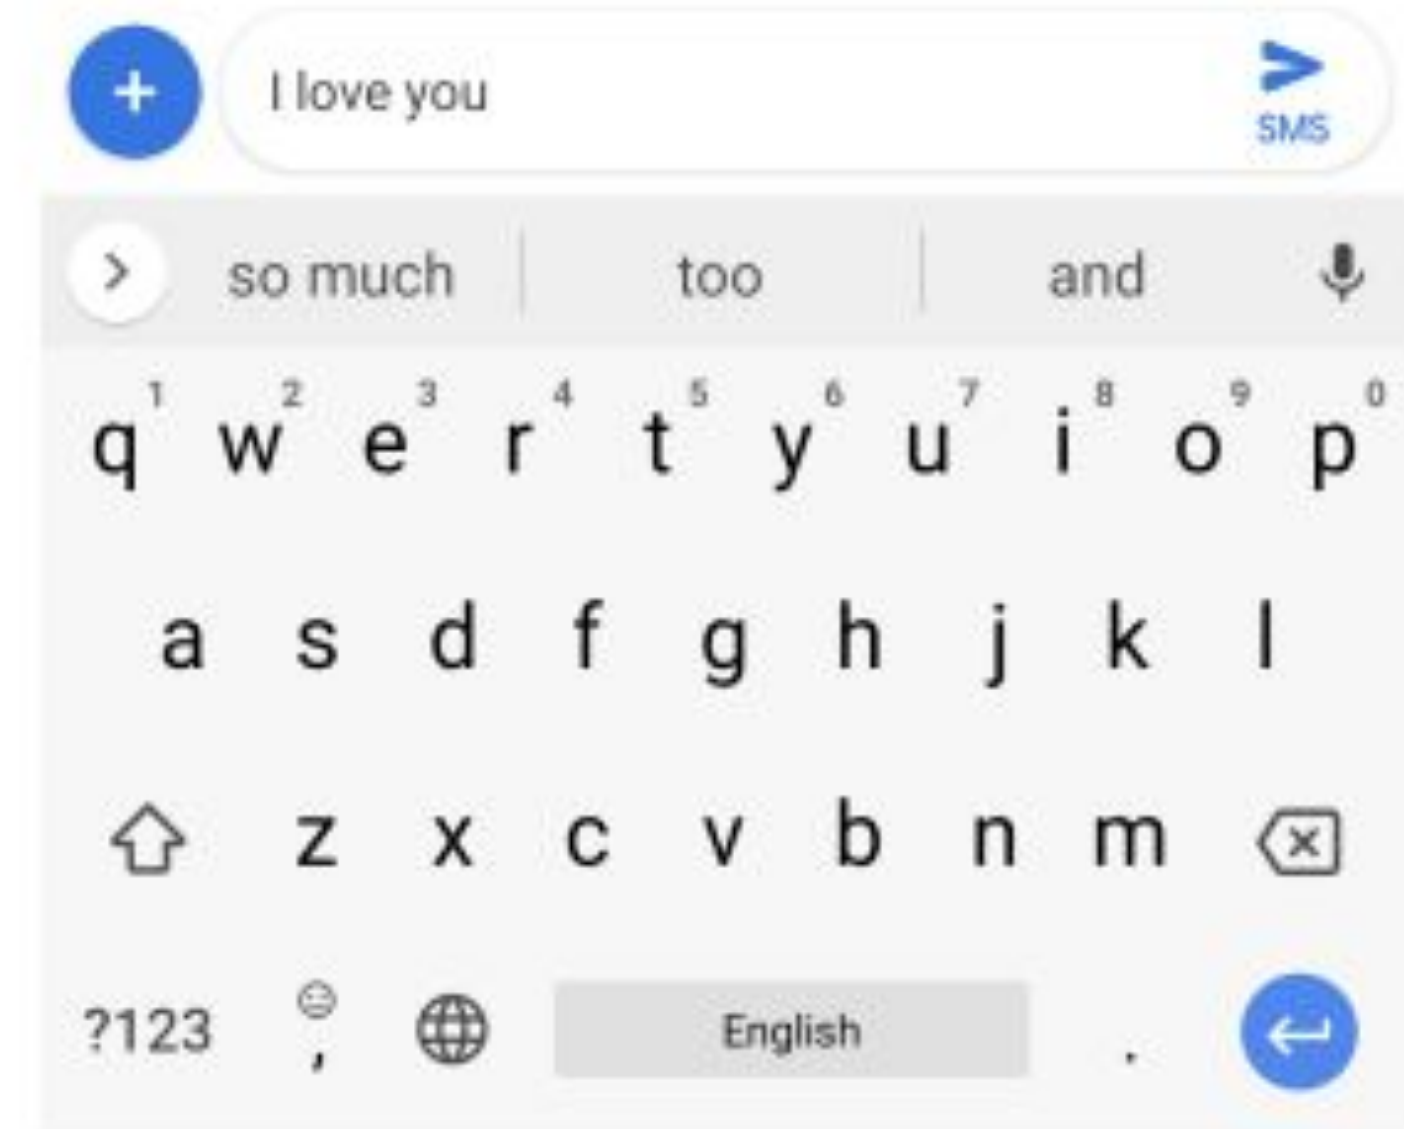 I love you
SMS
so much too and
1 2 3 4 5 6 7 8 9 0
q w e r t y u i o p
a s d f g h j k l
z x c v b n m
?123 , English .